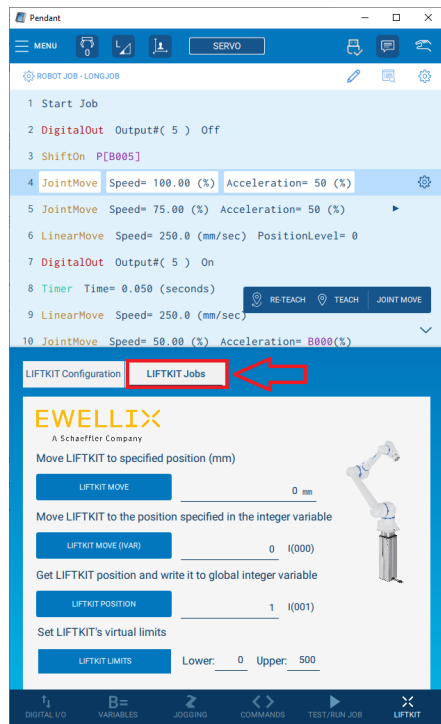 Pendant
MENU 0 SERVO
ROBOT JOB - LONGJOB
1 Start Job
2 DigitalOut Output#( 5 ) Off
3 ShiftOn P[B005]
4 JointMove Speed= 100.00 (%) Acceleration= 50 (%)
5 JointMove Speed= 75.00 (%) Acceleration= 50 (%)
6 LinearMove Speed= 250.0 (mm/sec) PositionLevel= 0
7 DigitalOut Output#( 5 ) On
8 Timer Time= 0.050 (seconds)
RE-TEACH TEACH JOINT MOVE
9 LinearMove Speed= 250.0 (mm/sec)
10 JointMove Speed= 50.00 (%) Acceleration= B000(%)
LIFTKIT Configuration LIFTKIT Jobs
EWELLIX
A Schaeffler Company
Move LIFTKIT to specified position (mm)
LIFTKIT MOVE 0 mm
Move LIFTKIT to the position specified in the integer variable
LIFTKIT MOVE (IVAR) 0 I(000)
Get LIFTKIT position and write it to global integer variable
LIFTKIT POSITION 1 I(001)
Set LIFTKIT's virtual limits
LIFTKIT LIMITS Lower: 0 Upper: 500
DIGITAL I/O VARIABLES JOGGING COMMANDS TEST/RUN JOB LIFTKIT